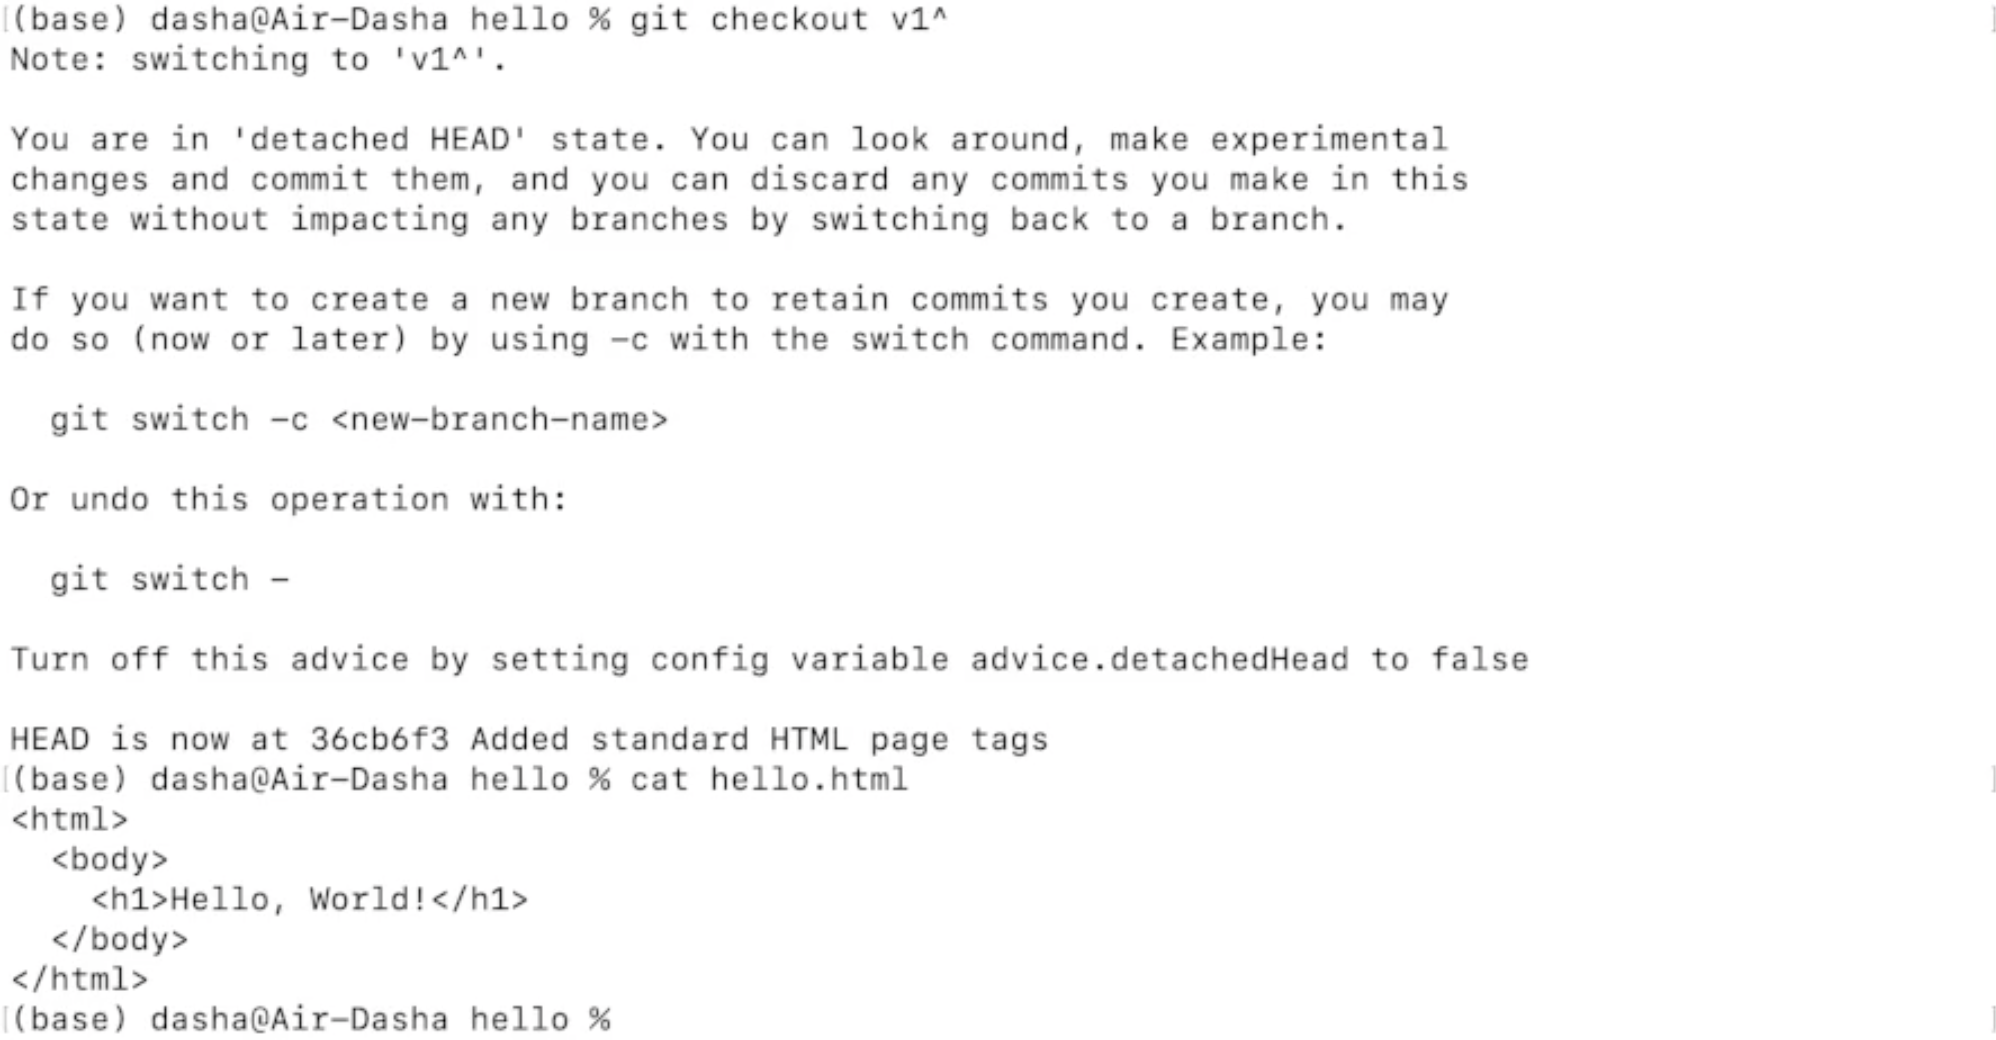 (base) dasha@Air-Dasha hello % git checkout v1^
Note: switching to 'v1^'.

You are in 'detached HEAD' state. You can look around, make experimental
changes and commit them, and you can discard any commits you make in this
state without impacting any branches by switching back to a branch.

If you want to create a new branch to retain commits you create, you may
do so (now or later) by using -c with the switch command. Example:

  git switch -c <new-branch-name>

Or undo this operation with:

  git switch -

Turn off this advice by setting config variable advice.detachedHead to false

HEAD is now at 36cb6f3 Added standard HTML page tags
(base) dasha@Air-Dasha hello % cat hello.html
<html>
  <body>
    <h1>Hello, World!</h1>
  </body>
</html>
(base) dasha@Air-Dasha hello %